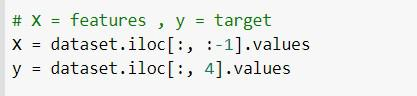 # X = features , y = target
X = dataset.iloc[:, :-1].values
y = dataset.iloc[:, 4].values